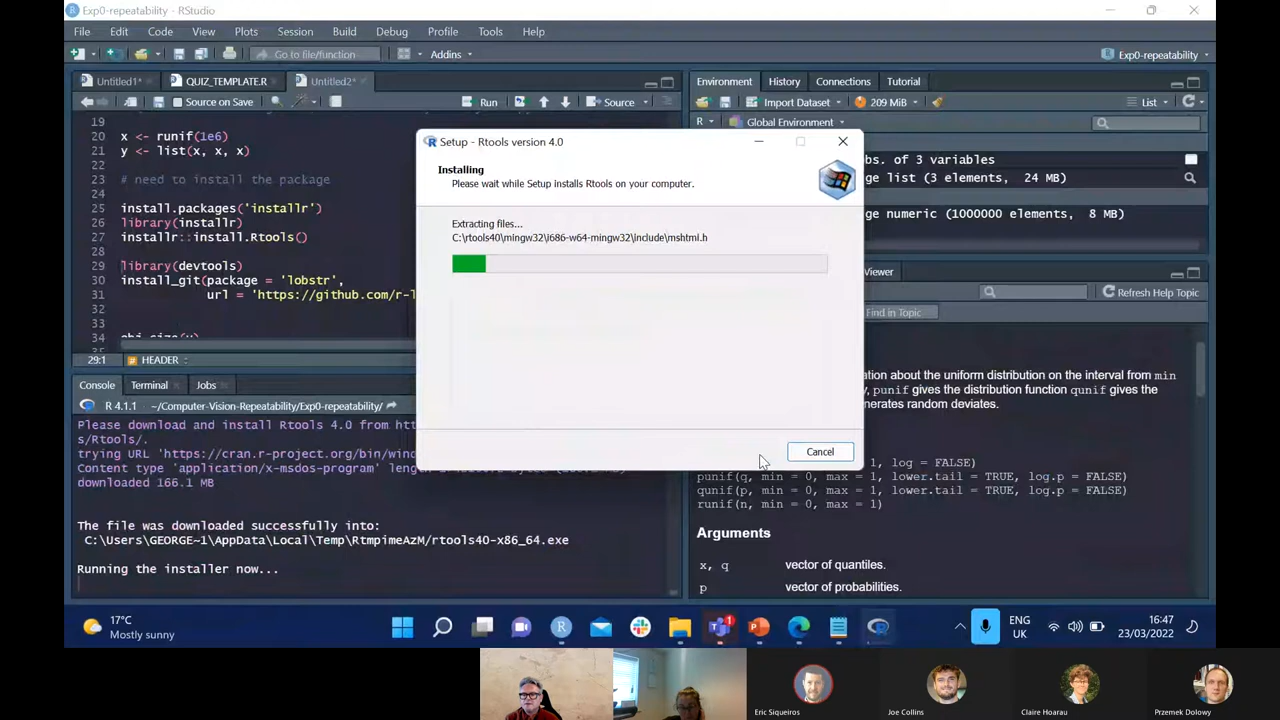 Exp0-repeatability - RStudio
File Edit Code View Plots Session Build Debug Profile Tools Help
Go to file/function
Addins
Exp0-repeatability
Untitled1*
QUIZ_TEMPLATE.R
Untitled2*
Source on Save
Run
Source
19
20 x <- runif(1e6)
21 y <- list(x, x, x)
22
23 # need to install the package
24
25 install.packages('installr')
26 library(installr)
27 installr::install.Rtools()
28
29 library(devtools)
30 install_git(package = 'lobstr',
31 url = 'https://github.com/r-l
32
33
34
35
29:1
HEADER
Console Terminal Jobs
R 4.1.1 ~/Computer-Vision-Repeatability/Exp0-repeatability/
Please download and install Rtools 4.0 from
s/Rtools/.
trying URL 'https://cran.r-project.org/bin/
Content type 'application/x-msdos-program'
downloaded 166.1 MB
The file was downloaded successfully into:
C:\Users\GEORGE~1\AppData\Local\Temp\RtmpimeAzM/rtools40-x86_64.exe
Running the installer now...
Setup - Rtools version 4.0
Installing
Please wait while Setup installs Rtools on your computer.
Extracting files...
C:\rtools40\mingw32\i686-w64-mingw32\include\mshtml.h
Cancel
Environment History Connections Tutorial
Import Dataset
209 MiB
List
R
Global Environment
obs. of 3 variables
ge list (3 elements, 24 MB)
ge numeric (1000000 elements, 8 MB)
Viewer
Refresh Help Topic
Find in Topic
ation about the uniform distribution on the interval from min
, punif gives the distribution function qunif gives the
nerates random deviates.
1, log = FALSE)
punif(q, min = 0, max = 1, lower.tail = TRUE, log.p = FALSE)
qunif(p, min = 0, max = 1, lower.tail = TRUE, log.p = FALSE)
runif(n, min = 0, max = 1)
Arguments
x, q vector of quantiles.
p vector of probabilities.
17°C
Mostly sunny
1
ENG
UK
16:47
23/03/2022
Eric Siqueiros
Joe Collins
Claire Hoarau
Przemek Dolowy